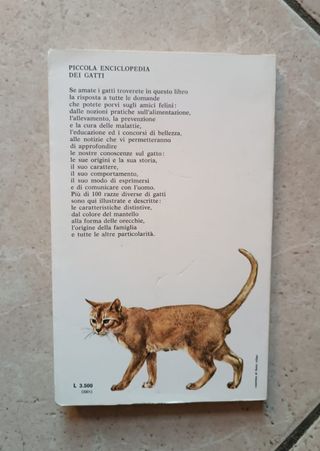 PICCOLA ENCICLOPEDIA
DEI GATTI
Se amate i gatti troverete in questo libro
la risposta a tutte le domande
che potete porvi sugli amici felini:
dalle nozioni pratiche sull'alimentazione,
l'allevamento, la prevenzione
e la cura delle malattie,
l'educazione ed i concorsi di bellezza,
alle notizie che vi permetteranno
di approfondire
le nostre conoscenze sul gatto:
le sue origini e la sua storia,
il suo carattere,
il suo comportamento,
il suo modo di esprimersi
e di comunicare con l'uomo.
Più di 100 razze diverse di gatti
sono qui illustrate e descritte:
le caratteristiche distintive,
dal colore del mantello
alla forma delle orecchie,
l'origine della famiglia
e tutte le altre particolarità.
L 3.500